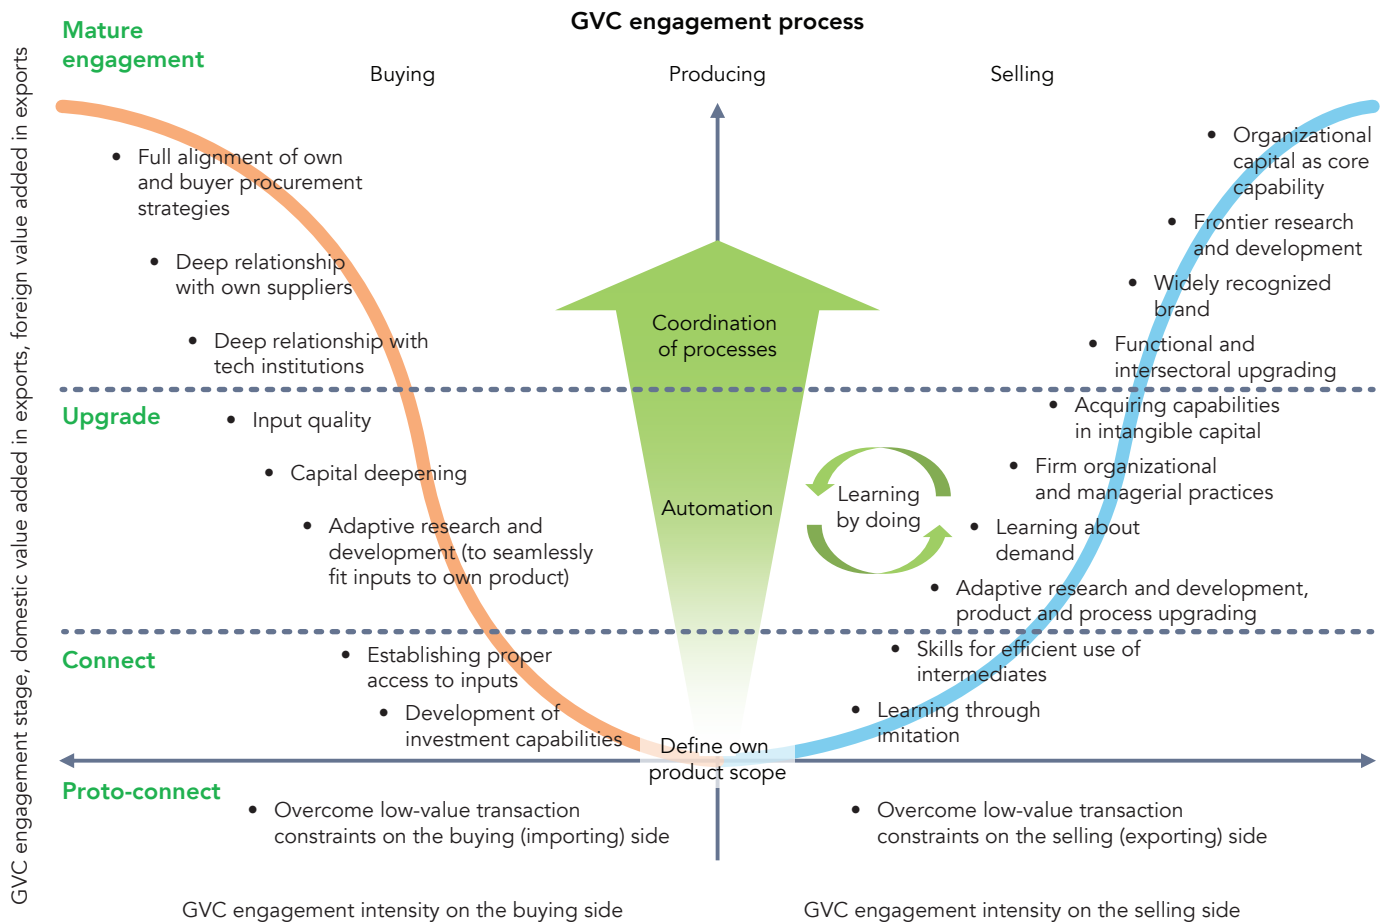 GVC engagement process
Mature
engagement
Buying
Producing
Selling
GVC engagement stage, domestic value added in exports, foreign value added in exports
• Full alignment of own
and buyer procurement
strategies
• Deep relationship
with own suppliers
• Deep relationship with
tech institutions
Coordination
of processes
• Organizational
capital as core
capability
• Frontier research
and development
• Widely recognized
brand
• Functional and
intersectoral upgrading
Upgrade
• Input quality
• Capital deepening
• Adaptive research and
development (to seamlessly
fit inputs to own product)
Automation
Learning
by doing
• Acquiring capabilities
in intangible capital
• Firm organizational
and managerial practices
• Learning about
demand
• Adaptive research and development,
product and process upgrading
Connect
• Establishing proper
access to inputs
• Development of
investment capabilities
• Skills for efficient use of
intermediates
• Learning through
imitation
Define own
product scope
Proto-connect
• Overcome low-value transaction
constraints on the buying (importing) side
• Overcome low-value transaction
constraints on the selling (exporting) side
GVC engagement intensity on the buying side
GVC engagement intensity on the selling side